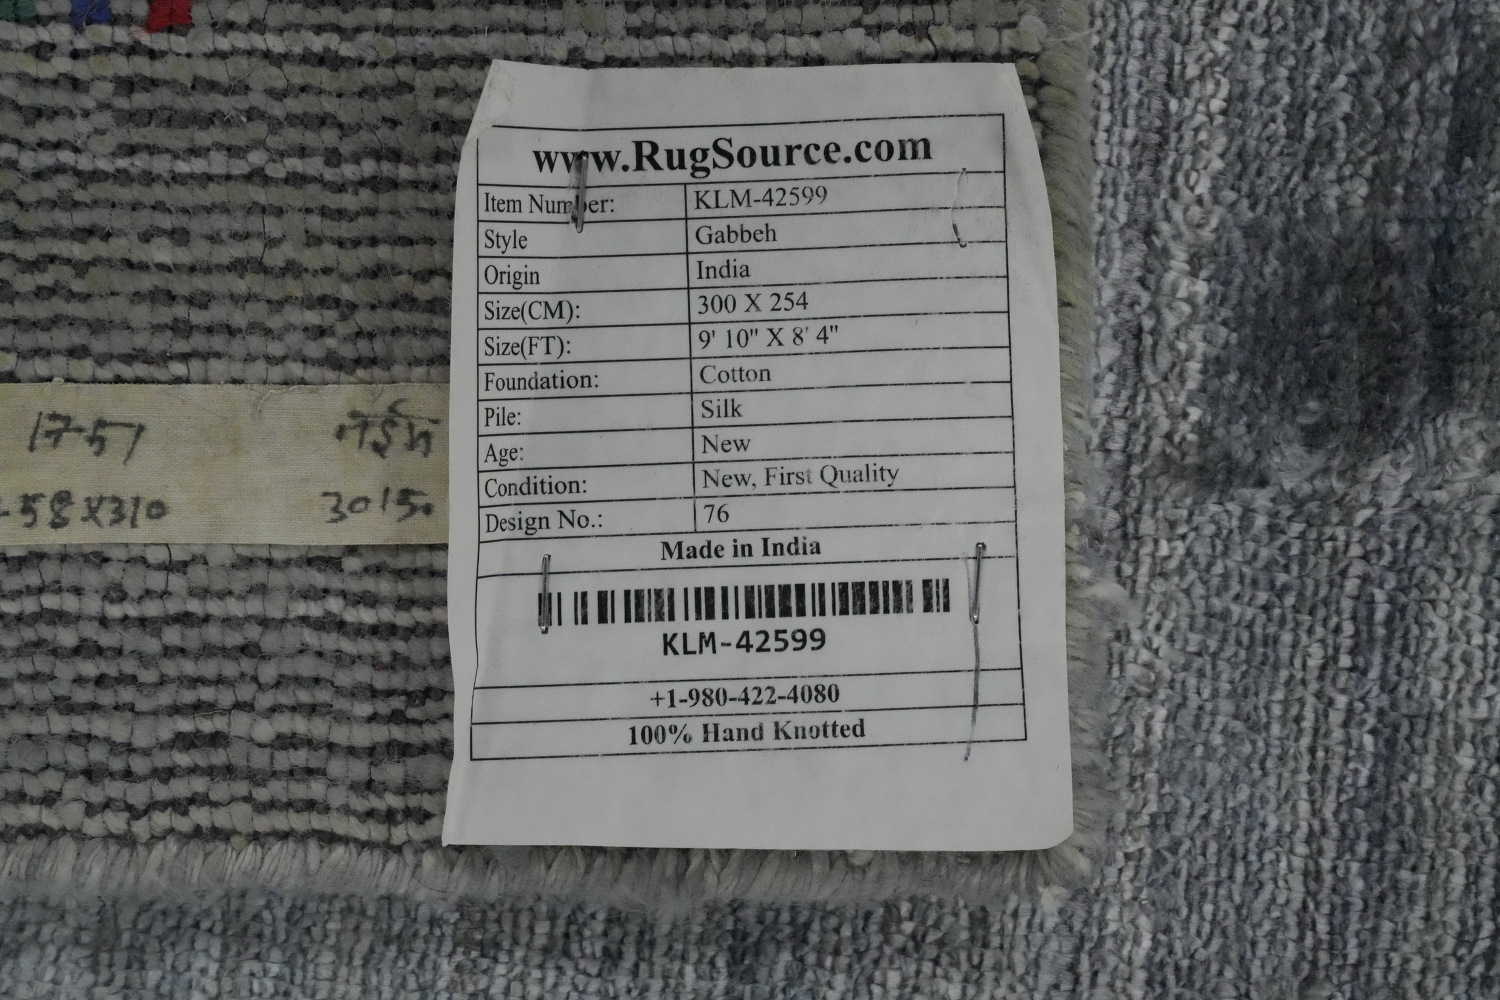 www.RugSource.com
Item Number: KLM-42599
Style Gabbeh
Origin India
Size(CM): 300 X 254
Size(FT): 9' 10" X 8' 4"
Foundation: Cotton
Pile: Silk
Age: New
Condition: New, First Quality
Design No.: 76
Made in India
KLM-42599
+1-980-422-4080
100% Hand Knotted
1751
58X310 3015.